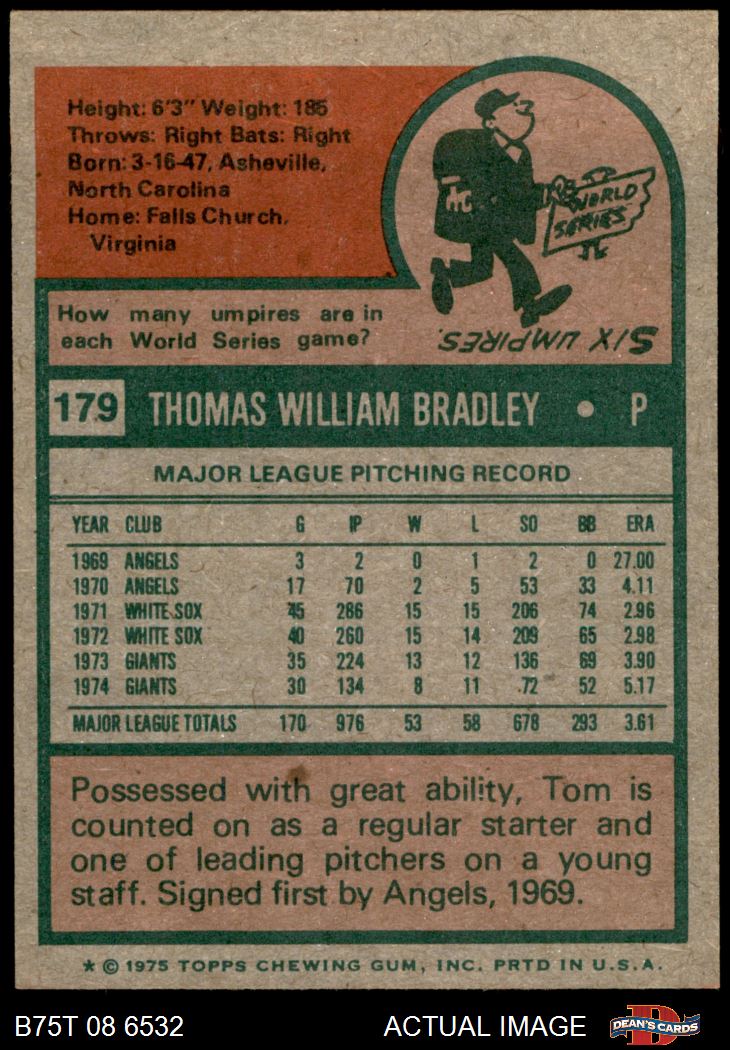 Height: 6'3" Weight: 185
Throws: Right Bats: Right
Born: 3-16-47, Asheville,
North Carolina
Home: Falls Church,
Virginia
WORLD
SERIES
How many umpires are in
each World Series game?
SIX UMPIRES.
179 THOMAS WILLIAM BRADLEY • P
MAJOR LEAGUE PITCHING RECORD
YEAR CLUB G IP W L SO BB ERA
1969 ANGELS 3 2 0 1 2 0 27.00
1970 ANGELS 17 70 2 5 53 33 4.11
1971 WHITE SOX 45 286 15 15 206 74 2.96
1972 WHITE SOX 40 260 15 14 209 65 2.98
1973 GIANTS 35 224 13 12 136 69 3.90
1974 GIANTS 30 134 8 11 72 52 5.17
MAJOR LEAGUE TOTALS 170 976 53 58 678 293 3.61
Possessed with great ability, Tom is
counted on as a regular starter and
one of leading pitchers on a young
staff. Signed first by Angels, 1969.
* © 1975 TOPPS CHEWING GUM, INC. PRTD IN U.S.A.
B75T 08 6532 ACTUAL IMAGE DEAN'S CARDS